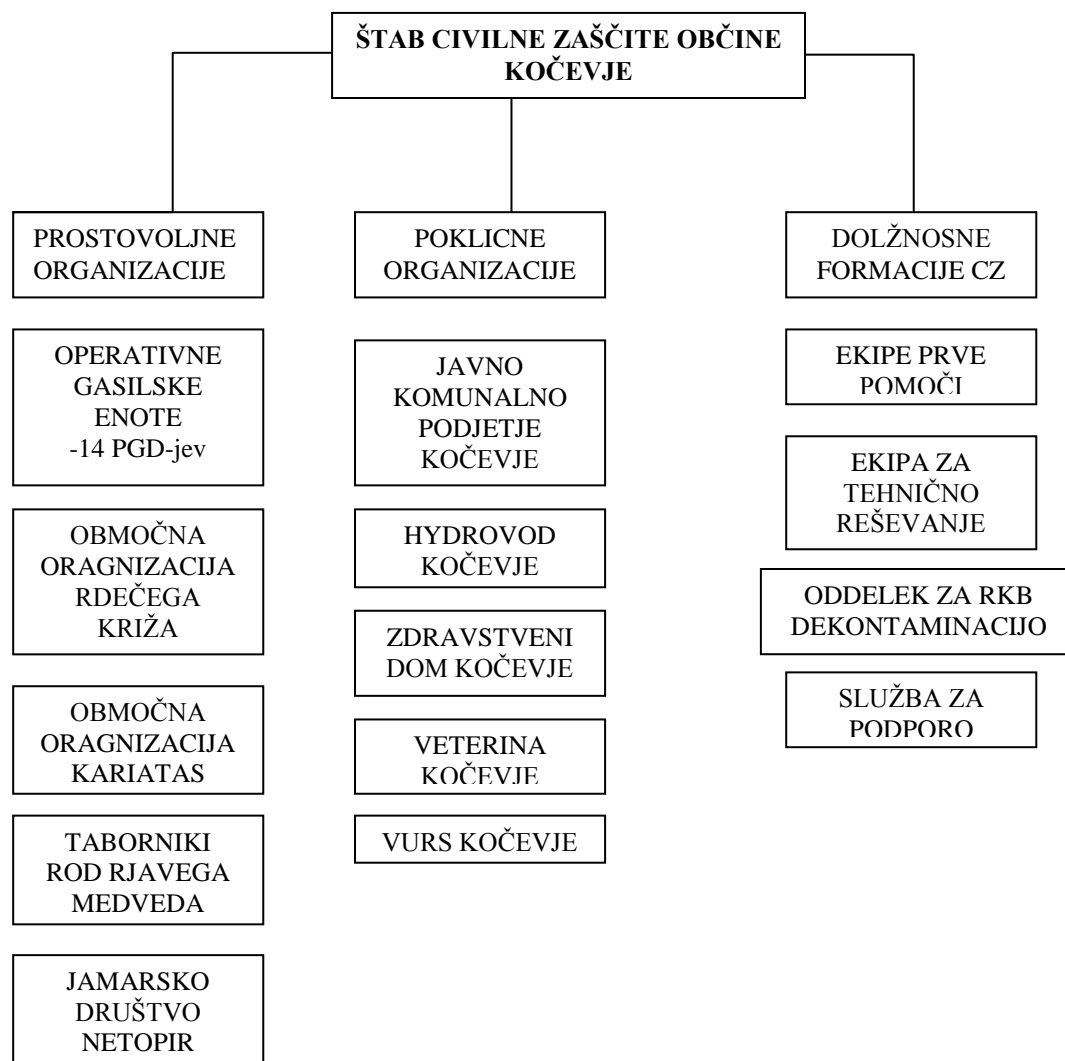 ŠTAB CIVILNE ZAŠČITE OBČINE
KOČEVJE
PROSTOVOLJNE
ORGANIZACIJE
OPERATIVNE
GASILSKE
ENOTE
-14 PGD-jev
OBMOČNA
ORAGNIZACIJA
RDEČEGA
KRIŽA
OBMOČNA
ORAGNIZACIJA
KARIATAS
TABORNIKI
ROD RJAVEGA
MEDVEDA
JAMARSKO
DRUŠTVO
NETOPIR
POKLICNE
ORGANIZACIJE
JAVNO
KOMUNALNO
PODJETJE
KOČEVJE
HYDROVOD
KOČEVJE
ZDRAVSTVENI
DOM KOČEVJE
VETERINA
KOČEVJE
VURS KOČEVJE
DOLŽNOSNE
FORMACIJE CZ
EKIPE PRVE
POMOČI
EKIPA ZA
TEHNIČNO
REŠEVANJE
ODDELEK ZA RKB
DEKONTAMINACIJO
SLUŽBA ZA
PODPORO